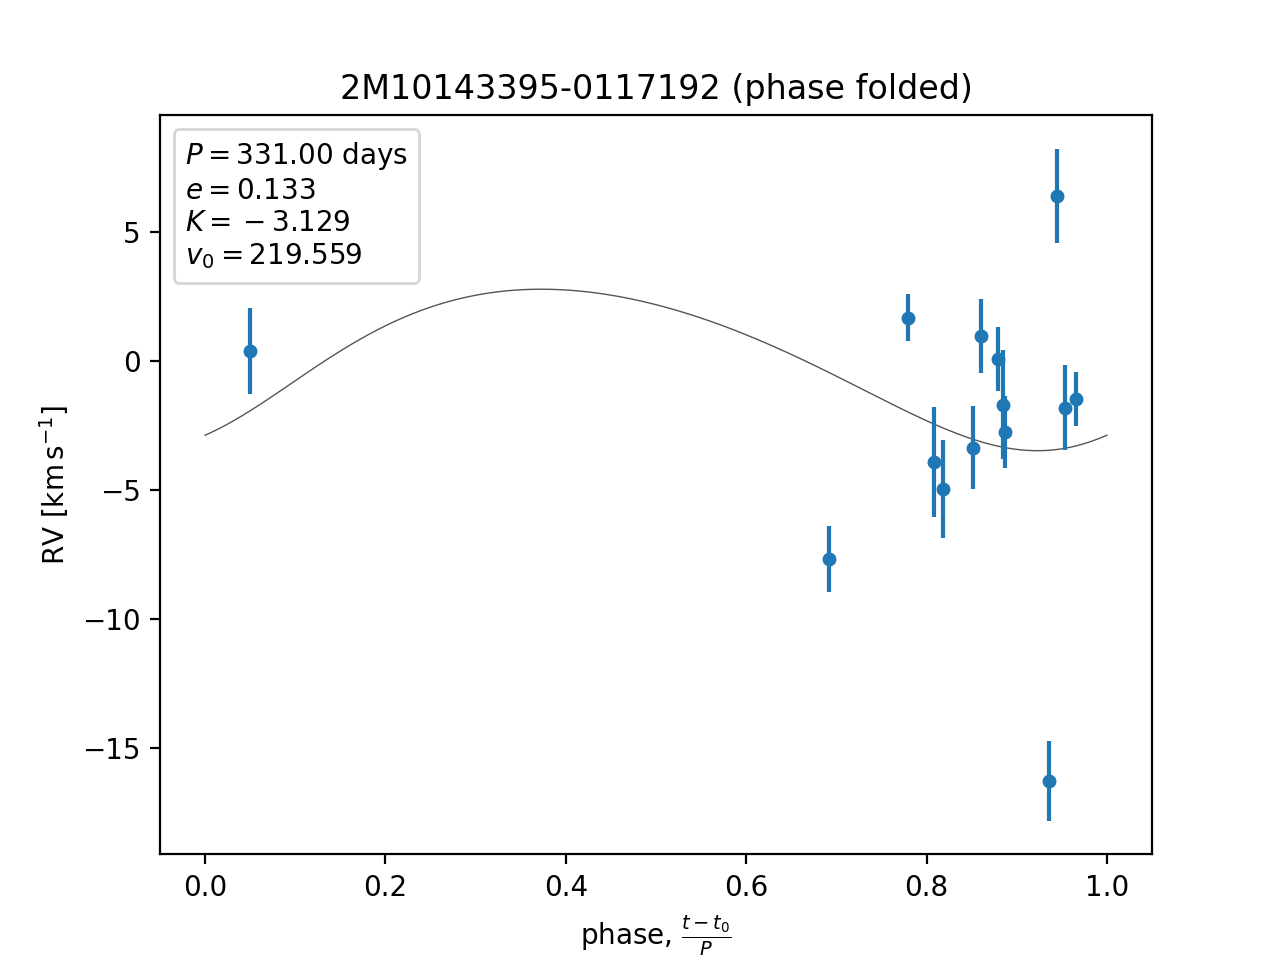 2M10143395-0117192 (phase folded)
P = 331.00 days
e = 0.133
K = −3.129
v₀ = 219.559
5
0
−5
−10
−15
RV [km s⁻¹]
0.0 0.2 0.4 0.6 0.8 1.0
phase, (t − t₀)/P